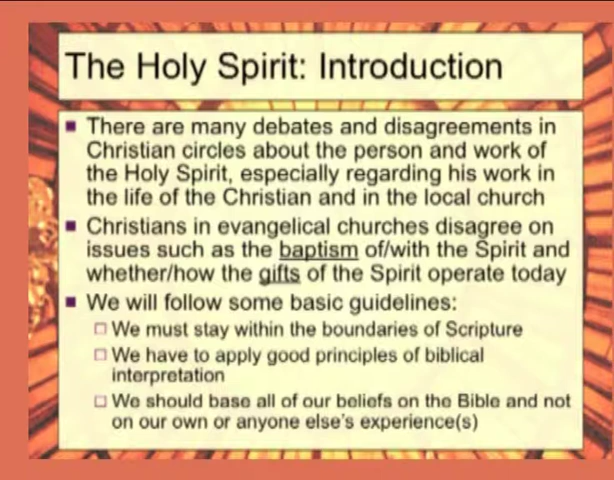 The Holy Spirit: Introduction
There are many debates and disagreements in
Christian circles about the person and work of
the Holy Spirit, especially regarding his work in
the life of the Christian and in the local church
Christians in evangelical churches disagree on
issues such as the baptism of/with the Spirit and
whether/how the gifts of the Spirit operate today
We will follow some basic guidelines:
We must stay within the boundaries of Scripture
We have to apply good principles of biblical
interpretation
We should base all of our beliefs on the Bible and not
on our own or anyone else's experience(s)